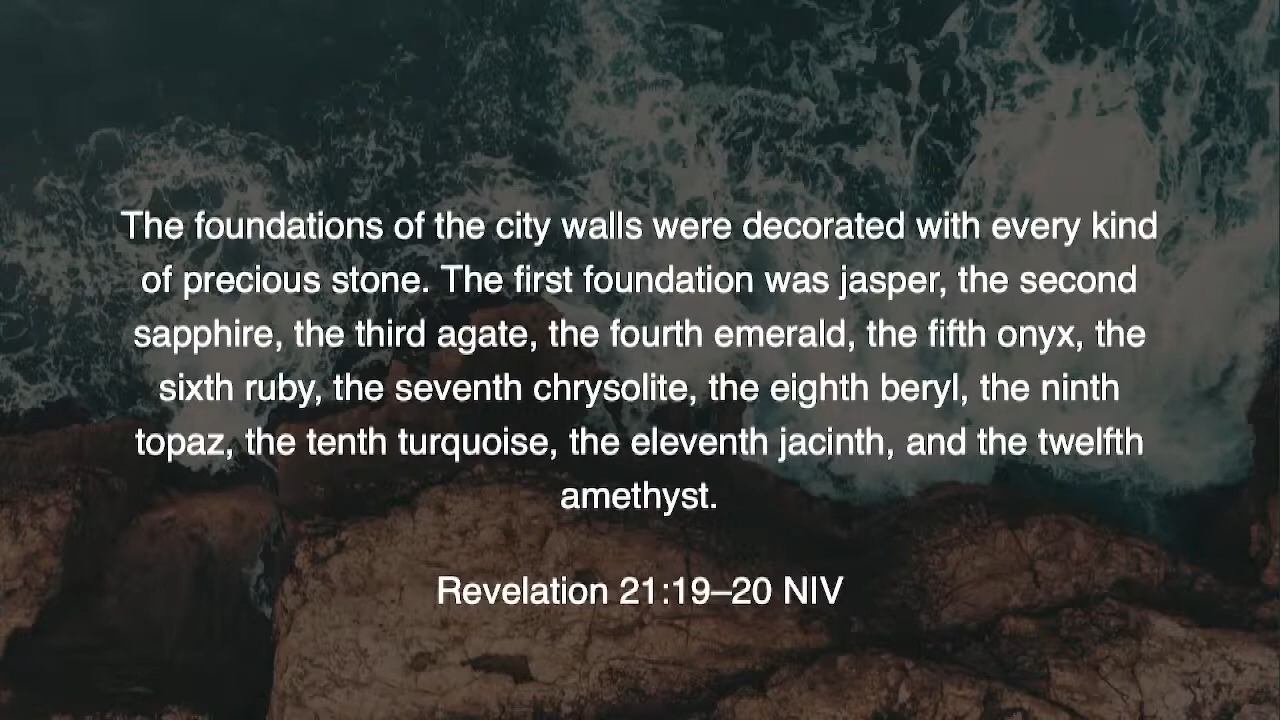 The foundations of the city walls were decorated with every kind
of precious stone. The first foundation was jasper, the second
sapphire, the third agate, the fourth emerald, the fifth onyx, the
sixth ruby, the seventh chrysolite, the eighth beryl, the ninth
topaz, the tenth turquoise, the eleventh jacinth, and the twelfth
amethyst.
Revelation 21:19–20 NIV